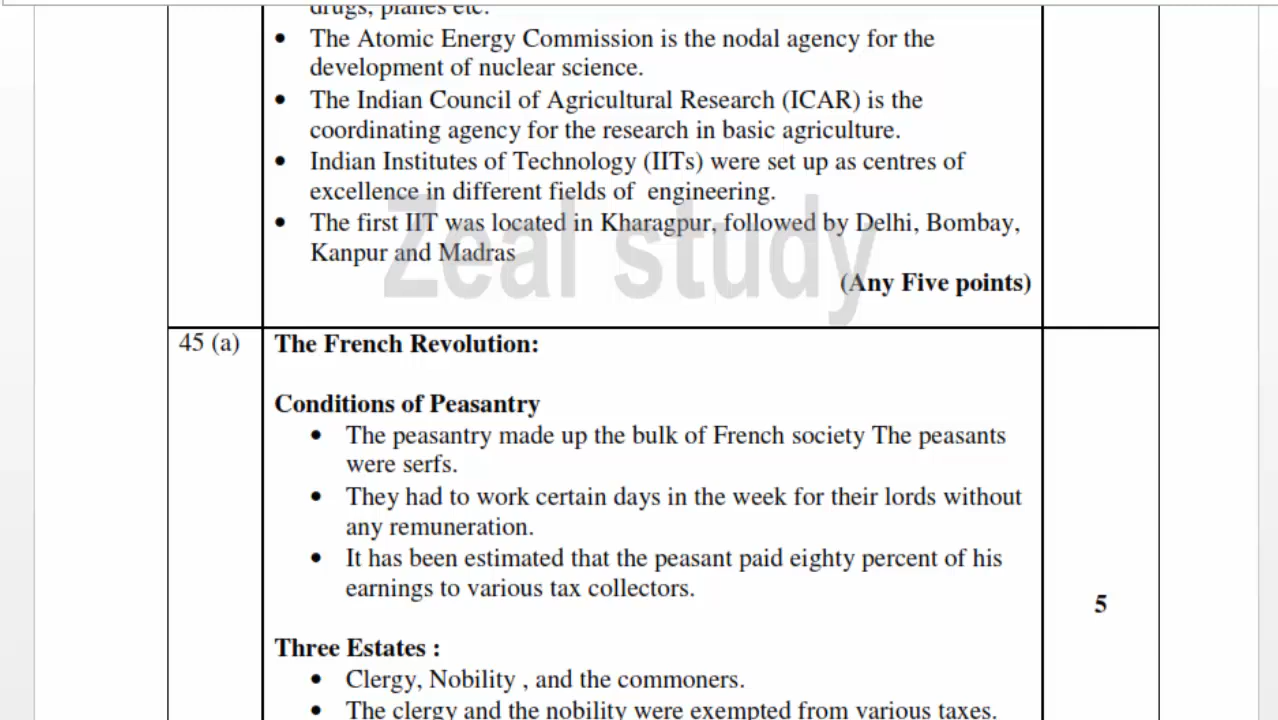 drugs, planes etc.
• The Atomic Energy Commission is the nodal agency for the
development of nuclear science.
• The Indian Council of Agricultural Research (ICAR) is the
coordinating agency for the research in basic agriculture.
• Indian Institutes of Technology (IITs) were set up as centres of
excellence in different fields of engineering.
• The first IIT was located in Kharagpur, followed by Delhi, Bombay,
Kanpur and Madras
Zeal study
(Any Five points)
45 (a) The French Revolution:
Conditions of Peasantry
• The peasantry made up the bulk of French society The peasants
were serfs.
• They had to work certain days in the week for their lords without
any remuneration.
• It has been estimated that the peasant paid eighty percent of his
earnings to various tax collectors.
5
Three Estates :
• Clergy, Nobility , and the commoners.
• The clergy and the nobility were exempted from various taxes.